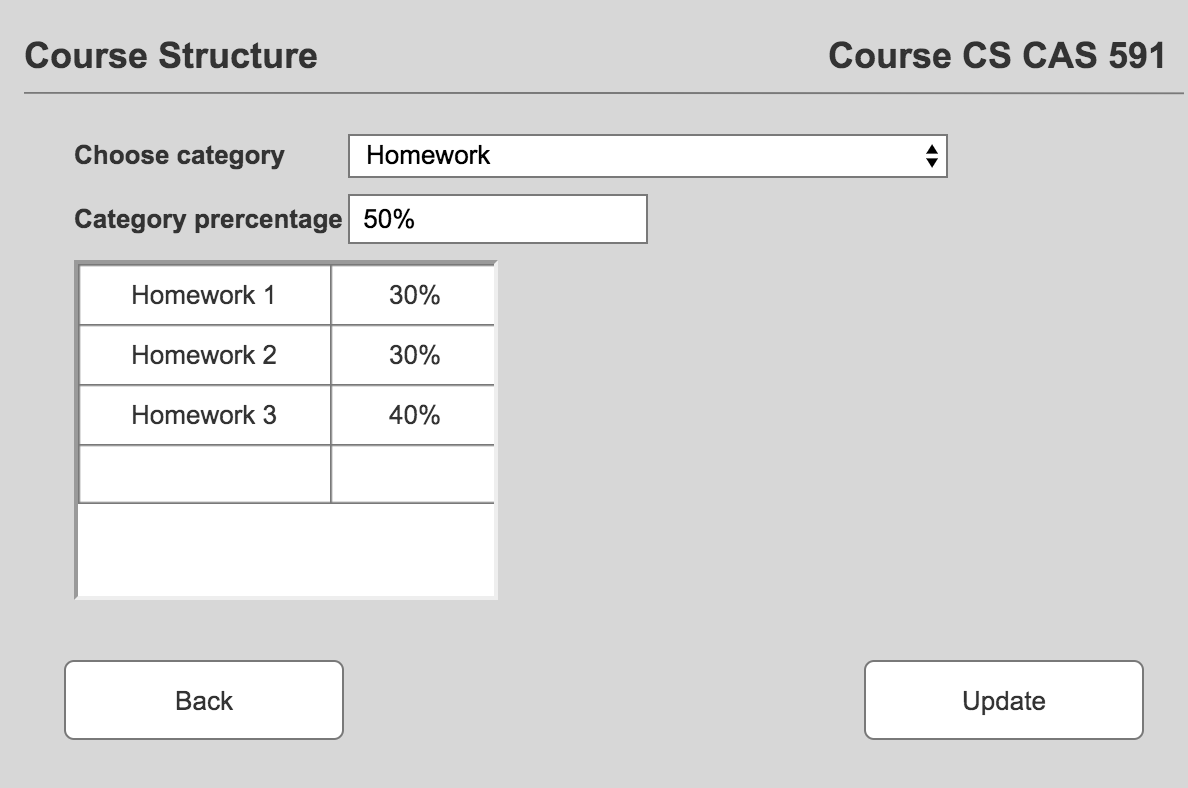 Course Structure Course CS CAS 591
Choose category Homework
Category prercentage 50%
Homework 1 30%
Homework 2 30%
Homework 3 40%
Back Update